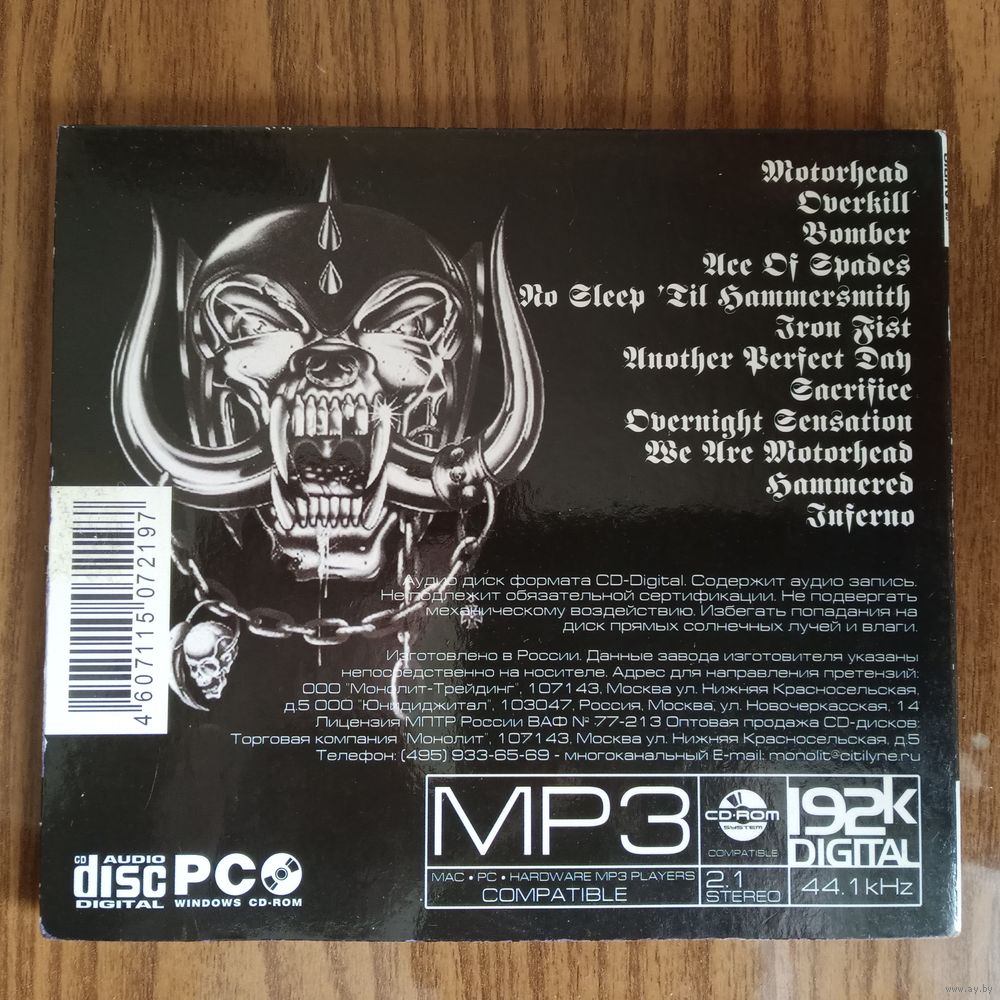 Motorhead
Overkill
Bomber
Ace Of Spades
No Sleep 'Til Hammersmith
Iron Fist
Another Perfect Day
Sacrifice
Overnight Sensation
We Are Motorhead
Hammered
Inferno
4 607115 072197
Аудио диск формата CD-Digital. Содержит аудио запись.
Не подлежит обязательной сертификации. Не подвергать
механическому воздействию. Избегать попадания на
диск прямых солнечных лучей и влаги.
Изготовлено в России. Данные завода изготовителя указаны
непосредственно на носителе. Адрес для направления претензий:
ООО "Монолит-Трейдинг", 107143, Москва ул. Нижняя Красносельская,
д.5 ООО "Юнидиджитал", 103047, Россия, Москва, ул. Новочеркасская, 14
Лицензия МПТР России ВАФ № 77-213 Оптовая продажа CD-дисков:
Торговая компания "Монолит", 107143, Москва ул. Нижняя Красносельская, д.5
Телефон: (495) 933-65-69 - многоканальный E-mail: monolit@citilyne.ru
MP3
MAC • PC • HARDWARE MP3 PLAYERS
COMPATIBLE
CD-ROM
SYSTEM
COMPATIBLE
2.1
STEREO
192k
DIGITAL
44.1 kHz
CD AUDIO
disc
DIGITAL
PC
WINDOWS CD-ROM
www.ay.by